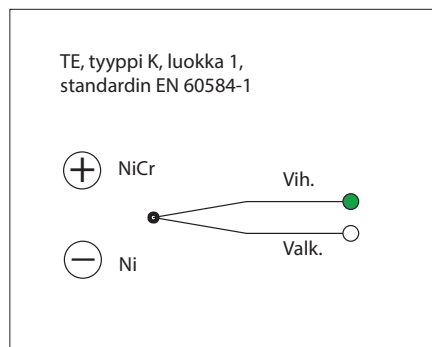 TE, tyyppi K, luokka 1,
standardin EN 60584-1
+ NiCr
Vih.
− Ni
Valk.